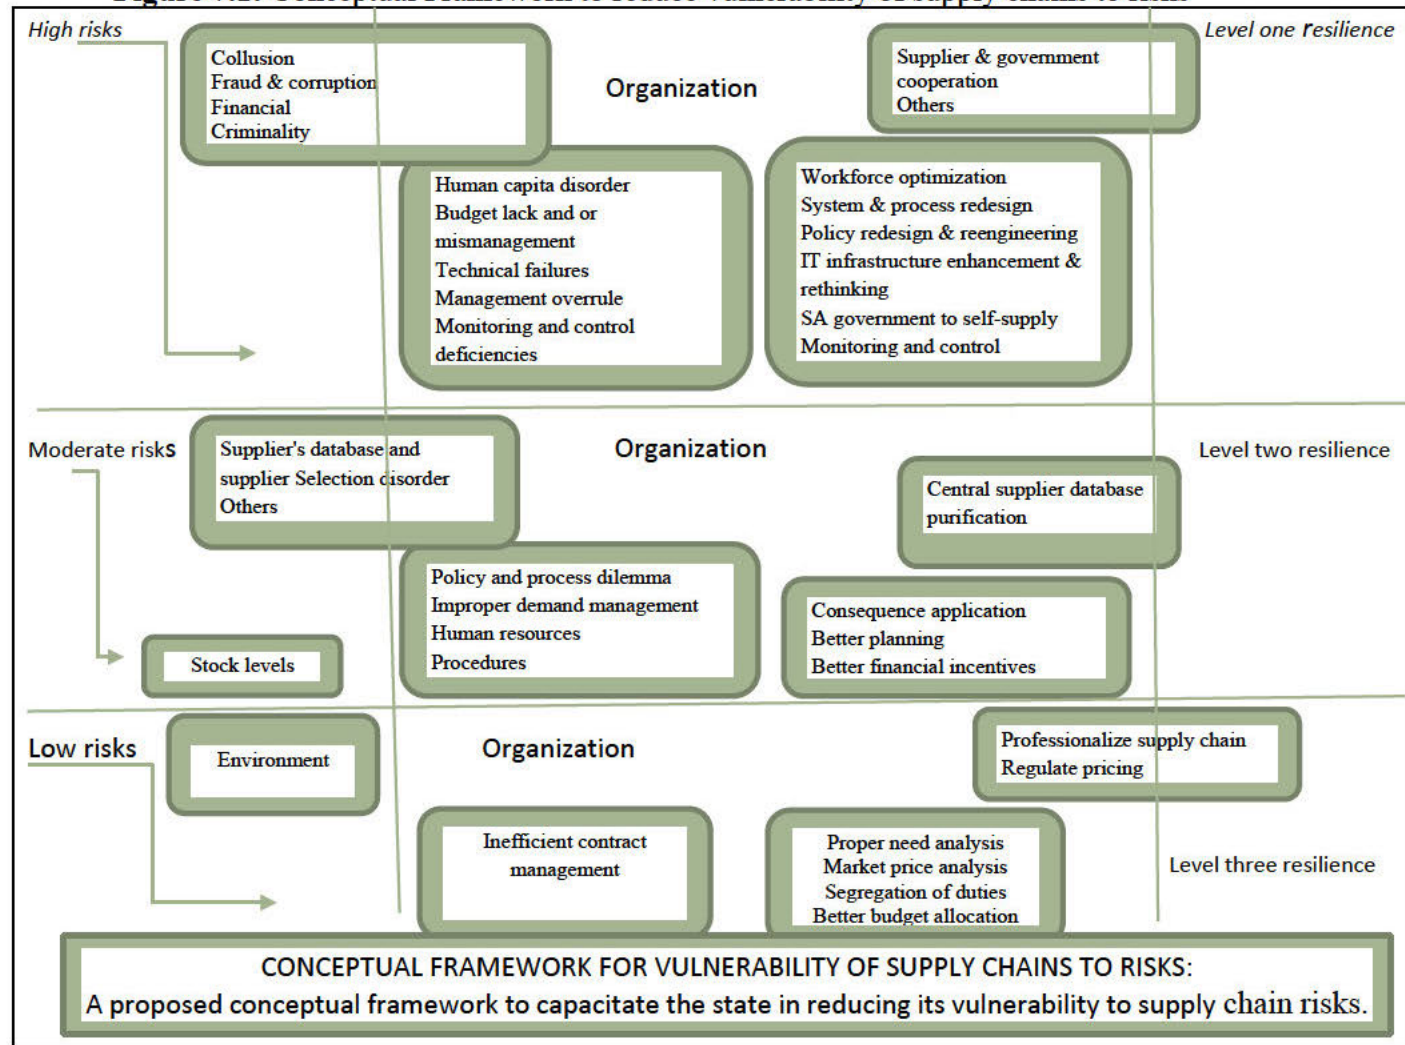 High risks
Level one resilience
Collusion
Fraud & corruption
Financial
Criminality
Organization
Supplier & government
cooperation
Others
Human capita disorder
Budget lack and or
mismanagement
Technical failures
Management overrule
Monitoring and control
deficiencies
Workforce optimization
System & process redesign
Policy redesign & reengineering
IT infrastructure enhancement &
rethinking
SA government to self-supply
Monitoring and control
Moderate risks
Supplier's database and
supplier Selection disorder
Others
Organization
Level two resilience
Central supplier database
purification
Stock levels
Policy and process dilemma
Improper demand management
Human resources
Procedures
Consequence application
Better planning
Better financial incentives
Low risks
Environment
Organization
Professionalize supply chain
Regulate pricing
Inefficient contract
management
Proper need analysis
Market price analysis
Segregation of duties
Better budget allocation
Level three resilience
CONCEPTUAL FRAMEWORK FOR VULNERABILITY OF SUPPLY CHAINS TO RISKS:
A proposed conceptual framework to capacitate the state in reducing its vulnerability to supply chain risks.